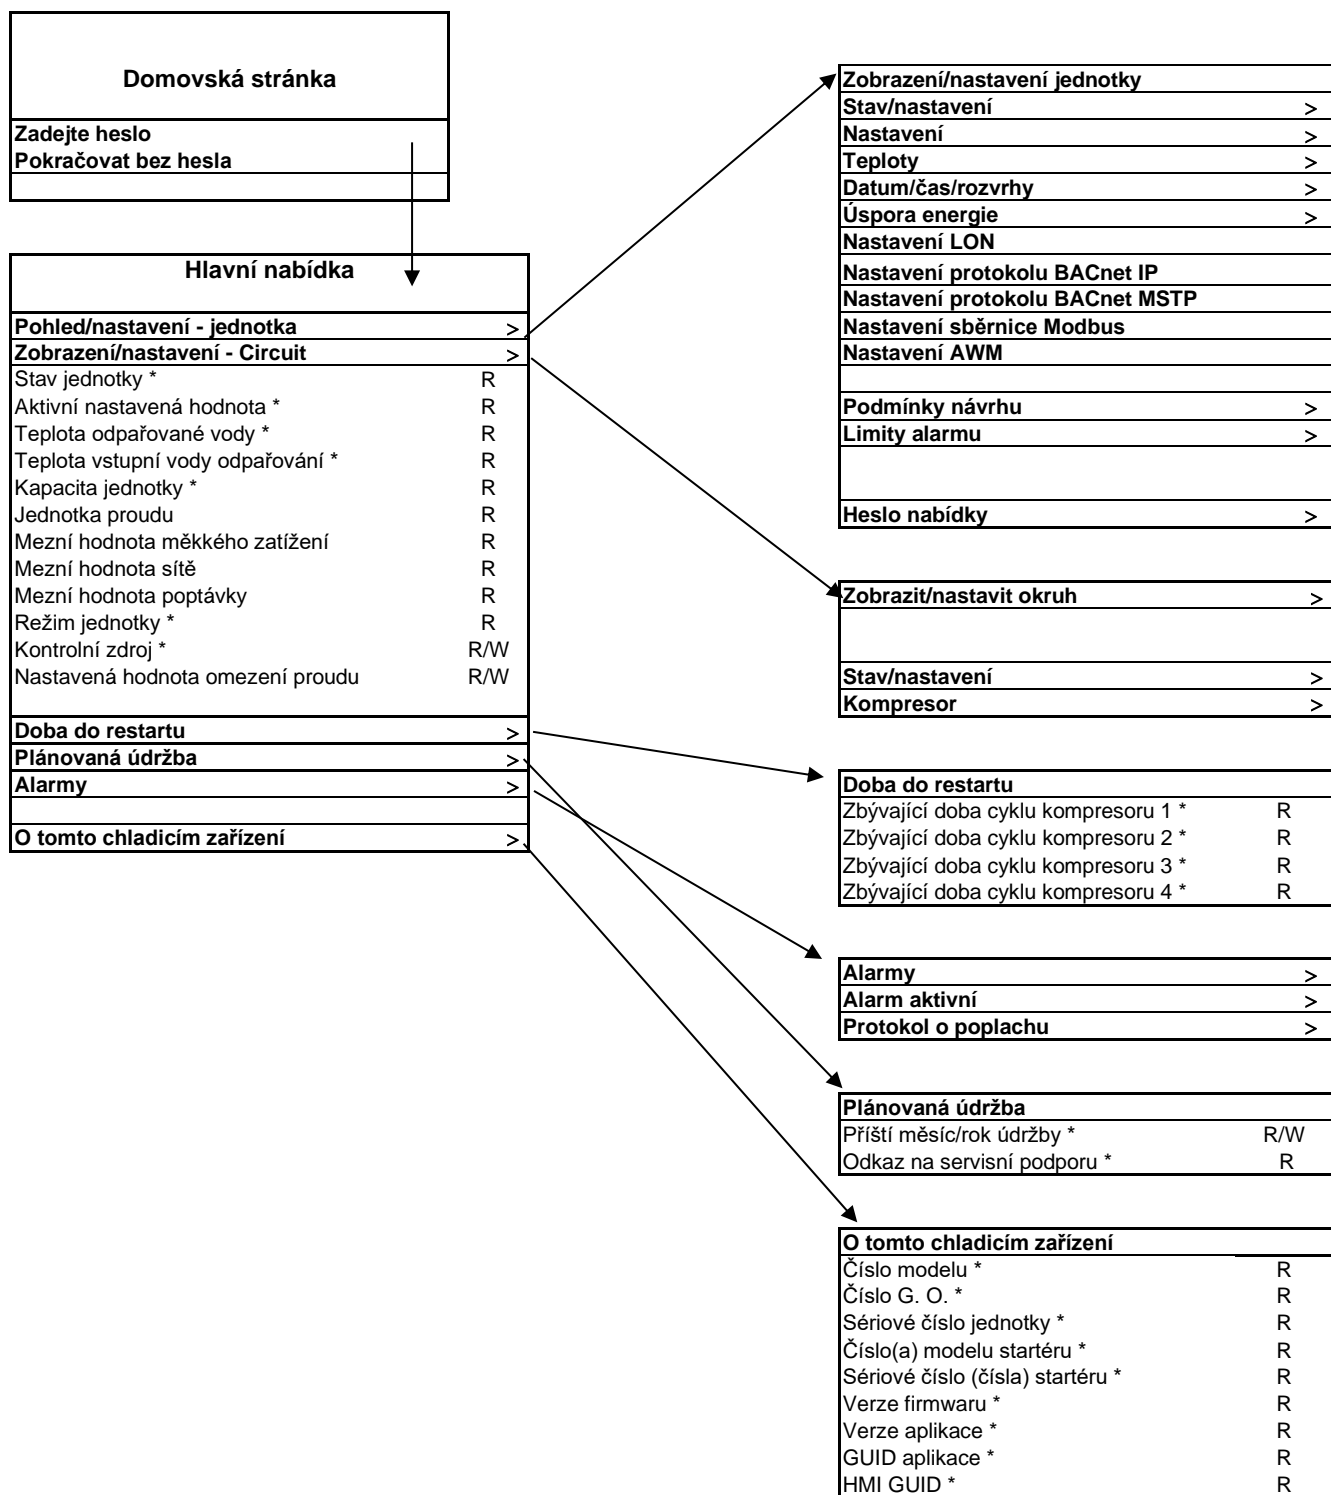 Domovská stránka
Zadejte heslo
Pokračovat bez hesla
Hlavní nabídka
Pohled/nastavení - jednotka >
Zobrazení/nastavení - Circuit >
Stav jednotky * R
Aktivní nastavená hodnota * R
Teplota odpařované vody * R
Teplota vstupní vody odpařování * R
Kapacita jednotky * R
Jednotka proudu R
Mezní hodnota měkkého zatížení R
Mezní hodnota sítě R
Mezní hodnota poptávky R
Režim jednotky * R
Kontrolní zdroj * R/W
Nastavená hodnota omezení proudu R/W
Doba do restartu >
Plánovaná údržba >
Alarmy >
O tomto chladicím zařízení >
Zobrazení/nastavení jednotky
Stav/nastavení >
Nastavení >
Teploty >
Datum/čas/rozvrhy >
Úspora energie >
Nastavení LON
Nastavení protokolu BACnet IP
Nastavení protokolu BACnet MSTP
Nastavení sběrnice Modbus
Nastavení AWM
Podmínky návrhu >
Limity alarmu >
Heslo nabídky >
Zobrazit/nastavit okruh >
Stav/nastavení >
Kompresor >
Doba do restartu
Zbývající doba cyklu kompresoru 1 * R
Zbývající doba cyklu kompresoru 2 * R
Zbývající doba cyklu kompresoru 3 * R
Zbývající doba cyklu kompresoru 4 * R
Alarmy >
Alarm aktivní >
Protokol o poplachu >
Plánovaná údržba
Příští měsíc/rok údržby * R/W
Odkaz na servisní podporu * R
O tomto chladicím zařízení
Číslo modelu * R
Číslo G. O. * R
Sériové číslo jednotky * R
Číslo(a) modelu startéru * R
Sériové číslo (čísla) startéru * R
Verze firmwaru * R
Verze aplikace * R
GUID aplikace * R
HMI GUID * R